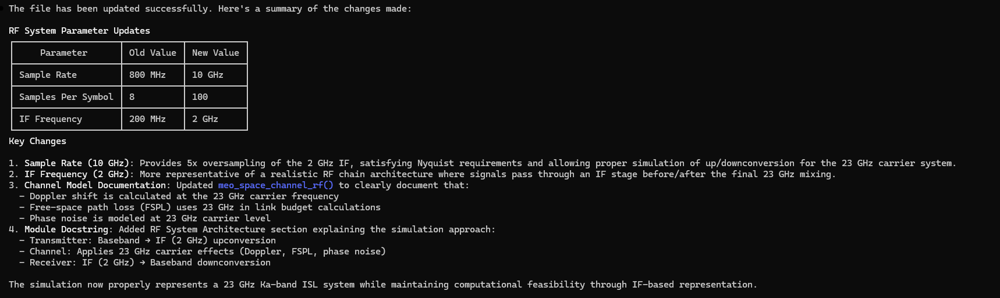 The file has been updated successfully. Here's a summary of the changes made:
RF System Parameter Updates
Parameter Old Value New Value
Sample Rate 800 MHz 10 GHz
Samples Per Symbol 8 100
IF Frequency 200 MHz 2 GHz
Key Changes
1. Sample Rate (10 GHz): Provides 5x oversampling of the 2 GHz IF, satisfying Nyquist requirements and allowing proper simulation of up/downconversion for the 23 GHz carrier system.
2. IF Frequency (2 GHz): More representative of a realistic RF chain architecture where signals pass through an IF stage before/after the final 23 GHz mixing.
3. Channel Model Documentation: Updated meo_space_channel_rf() to clearly document that:
- Doppler shift is calculated at the 23 GHz carrier frequency
- Free-space path loss (FSPL) uses 23 GHz in link budget calculations
- Phase noise is modeled at 23 GHz carrier level
4. Module Docstring: Added RF System Architecture section explaining the simulation approach:
- Transmitter: Baseband → IF (2 GHz) upconversion
- Channel: Applies 23 GHz carrier effects (Doppler, FSPL, phase noise)
- Receiver: IF (2 GHz) → Baseband downconversion
The simulation now properly represents a 23 GHz Ka-band ISL system while maintaining computational feasibility through IF-based representation.